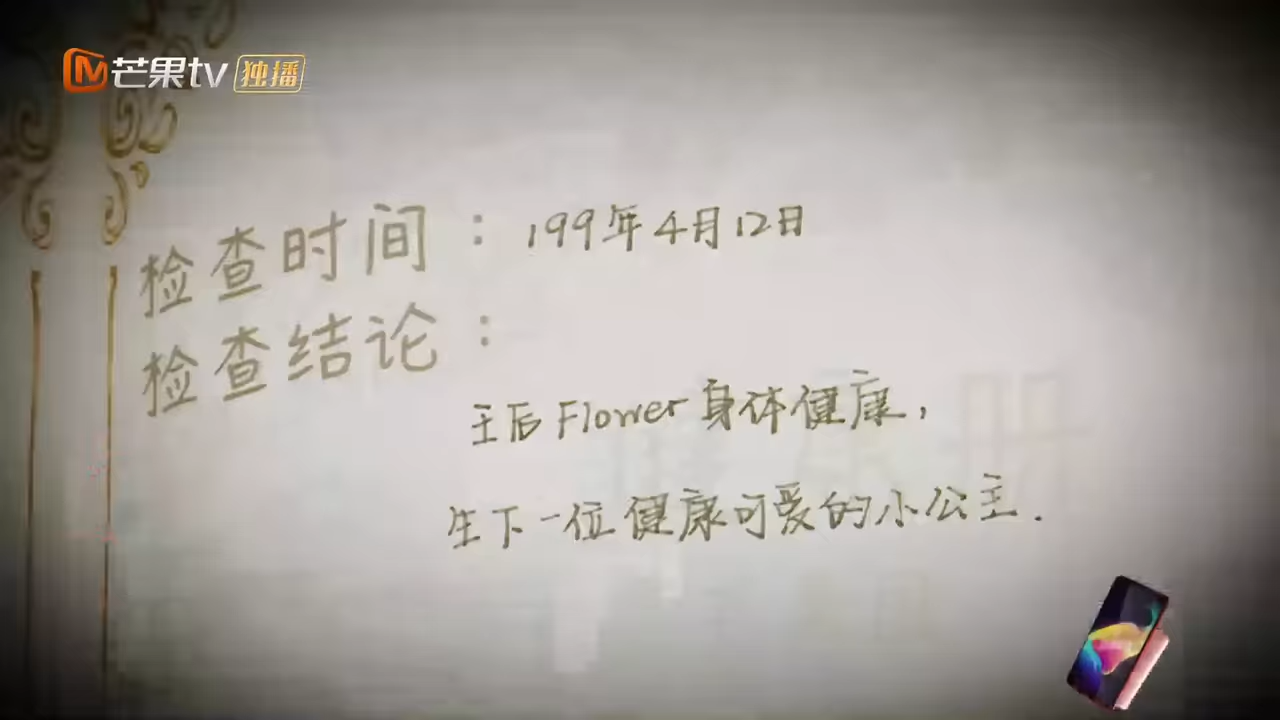 芒果tv 独播
检查时间：199年4月12日
检查结论：
王后Flower身体健康，
生下一位健康可爱的小公主.